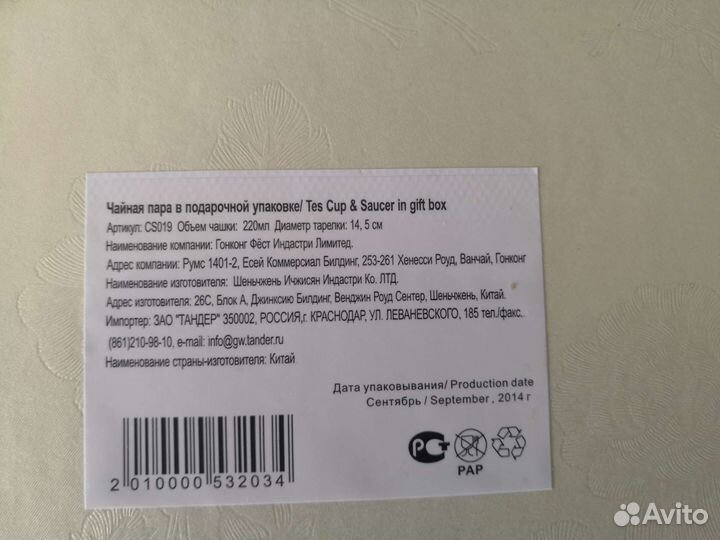 Чайная пара в подарочной упаковке/ Tes Cup & Saucer in gift box
Артикул: CS019 Объем чашки: 220мл Диаметр тарелки: 14, 5 см
Наименование компании: Гонконг Фёст Индастри Лимитед.
Адрес компании: Румс 1401-2, Есей Коммерсиал Билдинг, 253-261 Хенесси Роуд, Ванчай, Гонконг
Наименование изготовителя: Шеньчжень Ичжисян Индастри Ко. ЛТД.
Адрес изготовителя: 26С, Блок А, Джинксию Билдинг, Венджин Роуд Сентер, Шеньчжень, Китай.
Импортер: ЗАО "ТАНДЕР" 350002, РОССИЯ,г. КРАСНОДАР, УЛ. ЛЕВАНЕВСКОГО, 185 тел./факс.
(861)210-98-10, e-mail: info@gw.tander.ru
Наименование страны-изготовителя: Китай
Дата упаковывания/ Production date
Сентябрь / September , 2014 г
2 010000 532034
РСТ
PAP
Avito